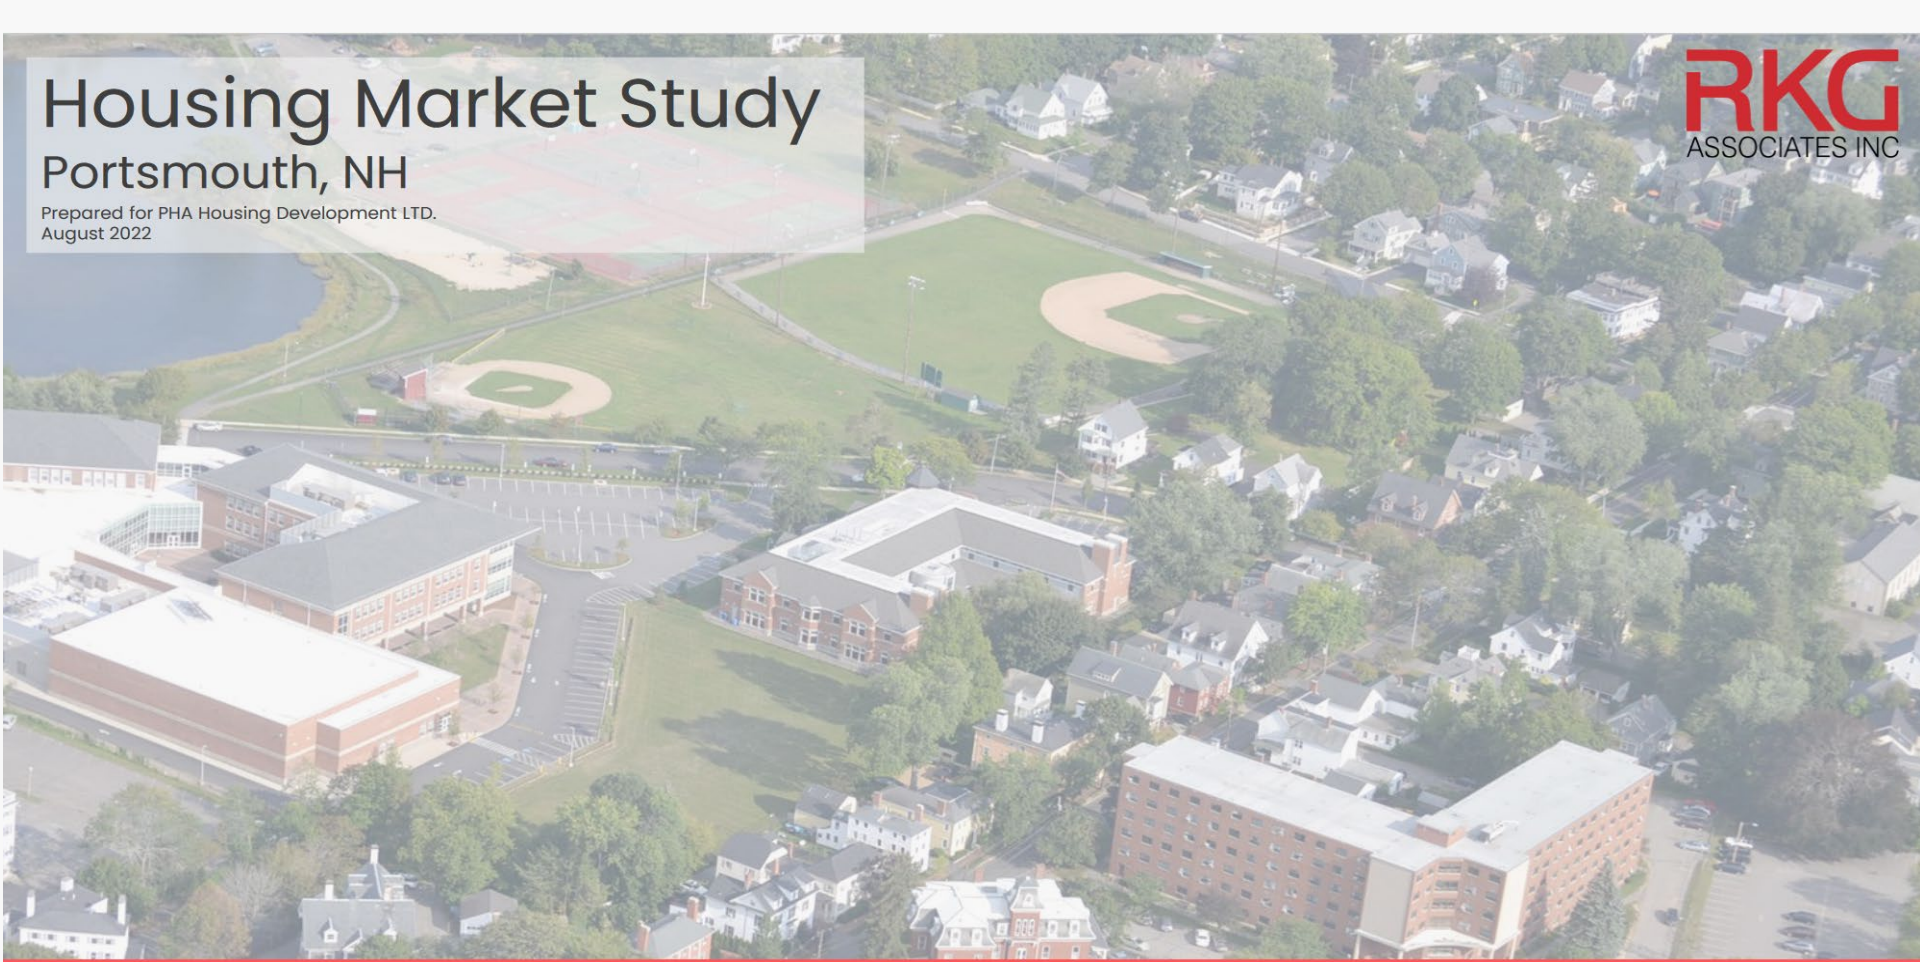 Housing Market Study
Portsmouth, NH
Prepared for PHA Housing Development LTD.
August 2022
RKG
ASSOCIATES INC